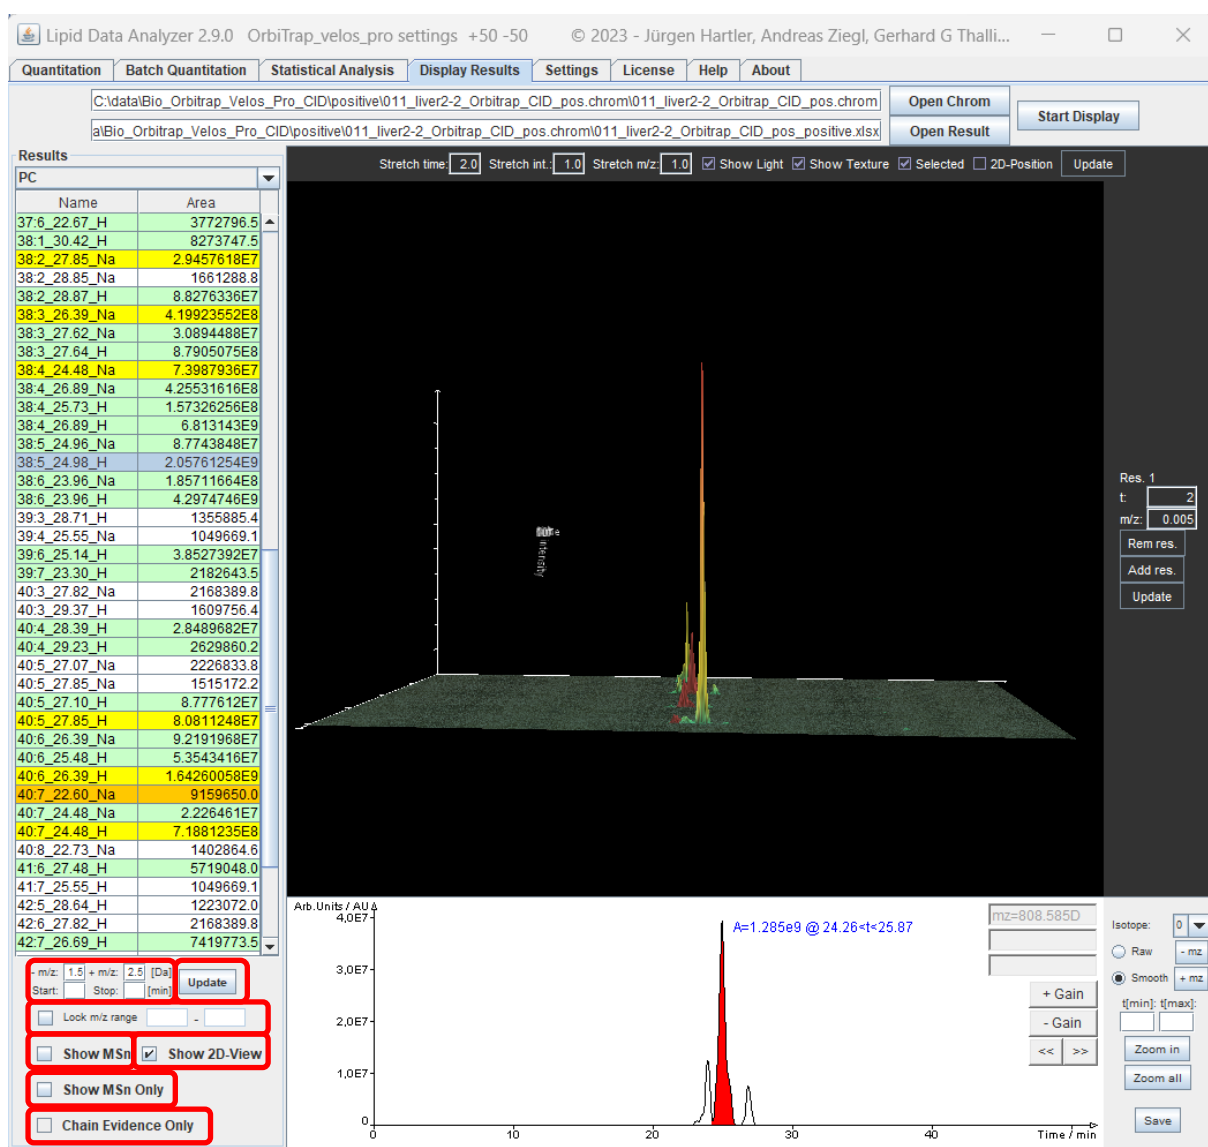 Lipid Data Analyzer 2.9.0 OrbiTrap_velos_pro settings +50 -50 © 2023 - Jürgen Hartler, Andreas Ziegl, Gerhard G Thalli...
Quantitation Batch Quantitation Statistical Analysis Display Results Settings License Help About
C:\data\Bio_Orbitrap_Velos_Pro_CID\positive\011_liver2-2_Orbitrap_CID_pos.chrom\011_liver2-2_Orbitrap_CID_pos.chrom Open Chrom
a\Bio_Orbitrap_Velos_Pro_CID\positive\011_liver2-2_Orbitrap_CID_pos.chrom\011_liver2-2_Orbitrap_CID_pos_positive.xlsx Open Result
Start Display
Results
PC
Name Area
37:6_22.67_H 3772796.5
38:1_30.42_H 8273747.5
38:2_27.85_Na 2.9457618E7
38:2_28.85_Na 1661288.8
38:2_28.87_H 8.8276336E7
38:3_26.39_Na 4.19923552E8
38:3_27.62_Na 3.0894488E7
38:3_27.64_H 8.7905075E8
38:4_24.48_Na 7.3987936E7
38:4_26.89_Na 4.25531616E8
38:4_25.73_H 1.57326256E8
38:4_26.89_H 6.813143E9
38:5_24.96_Na 8.7743848E7
38:5_24.98_H 2.05761254E9
38:6_23.96_Na 1.85711664E8
38:6_23.96_H 4.2974746E9
39:3_28.71_H 1355885.4
39:4_25.55_Na 1049669.1
39:6_25.14_H 3.8527392E7
39:7_23.30_H 2182643.5
40:3_27.82_Na 2168389.8
40:3_29.37_H 1609756.4
40:4_28.39_H 2.8489682E7
40:4_29.23_H 2629860.2
40:5_27.07_Na 2226833.8
40:5_27.85_Na 1515172.2
40:5_27.10_H 8.777612E7
40:5_27.85_H 8.0811248E7
40:6_26.39_Na 9.2191968E7
40:6_25.48_H 5.3543416E7
40:6_26.39_H 1.64260058E9
40:7_22.60_Na 9159650.0
40:7_24.48_Na 2.226461E7
40:7_24.48_H 7.1881235E8
40:8_22.73_Na 1402864.6
41:6_27.48_H 5719048.0
41:7_25.55_H 1049669.1
42:5_28.64_H 1223072.0
42:6_27.82_H 2168389.8
42:7_26.69_H 7419773.5
- m/z: 1.5 + m/z: 2.5 [Da]
Start: Stop: [min]
Update
Lock m/z range -
Show MSn Show 2D-View
Show MSn Only
Chain Evidence Only
Stretch time: 2.0 Stretch int.: 1.0 Stretch m/z: 1.0 Show Light Show Texture Selected 2D-Position Update
intensity
Res. 1
t: 2
m/z: 0.005
Rem res.
Add res.
Update
Arb.Units / AU
4,0E7
3,0E7
2,0E7
1,0E7
0
0 10 20 30 40 Time / min
A=1.285e9 @ 24.26<t<25.87
mz=808.585D
+ Gain
- Gain
<< >>
Isotope: 0
Raw - mz
Smooth + mz
t[min]: t[max]:
Zoom in
Zoom all
Save